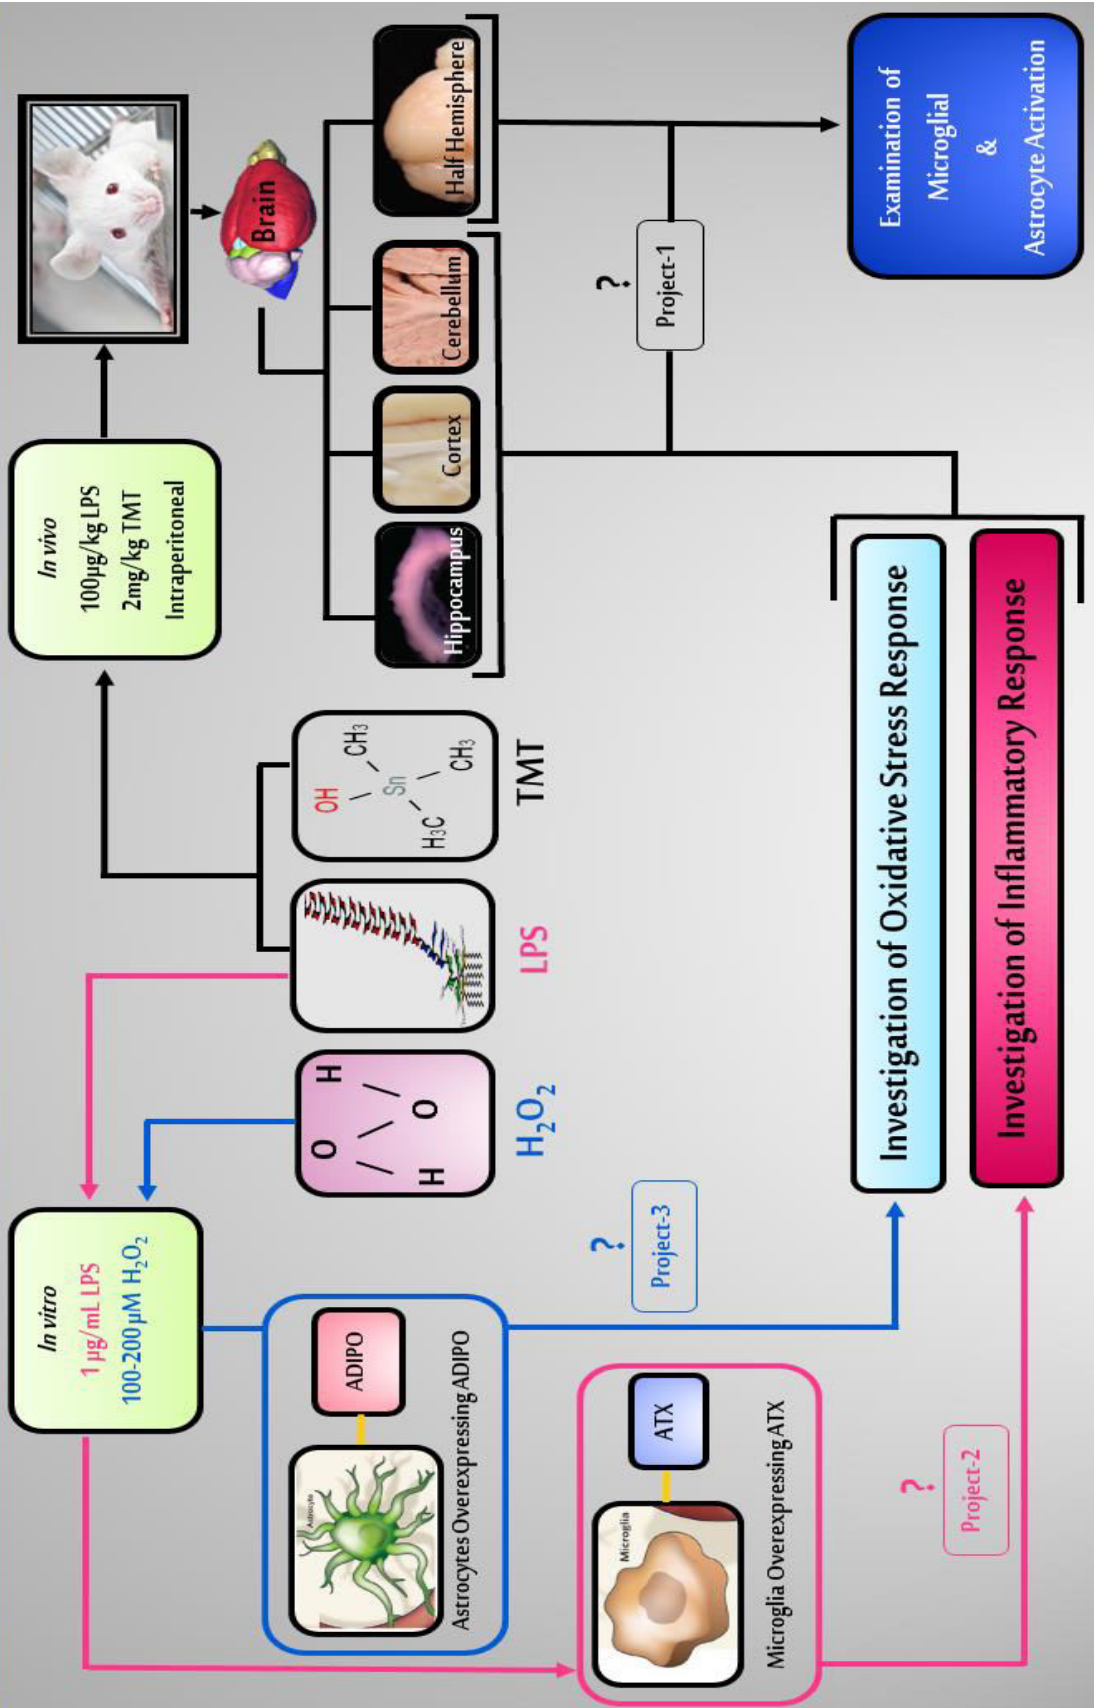 In vitro
1 µg/mL LPS
100-200 µM H₂O₂
In vivo
100µg/kg LPS
2mg/kg TMT
Intraperitoneal
Brain
Astrocyte
ADIPO
Astrocytes Overexpressing ADIPO
O
H
H
O
H₂O₂
LPS
OH
CH₃
Sn
H₃C
CH₃
TMT
Hippocampus
Cortex
Cerebellum
Half Hemisphere
Microglia
ATX
Microglia Overexpressing ATX
?
Project-3
?
Project-1
?
Project-2
Investigation of Oxidative Stress Response
Investigation of Inflammatory Response
Examination of
Microglial
&
Astrocyte Activation